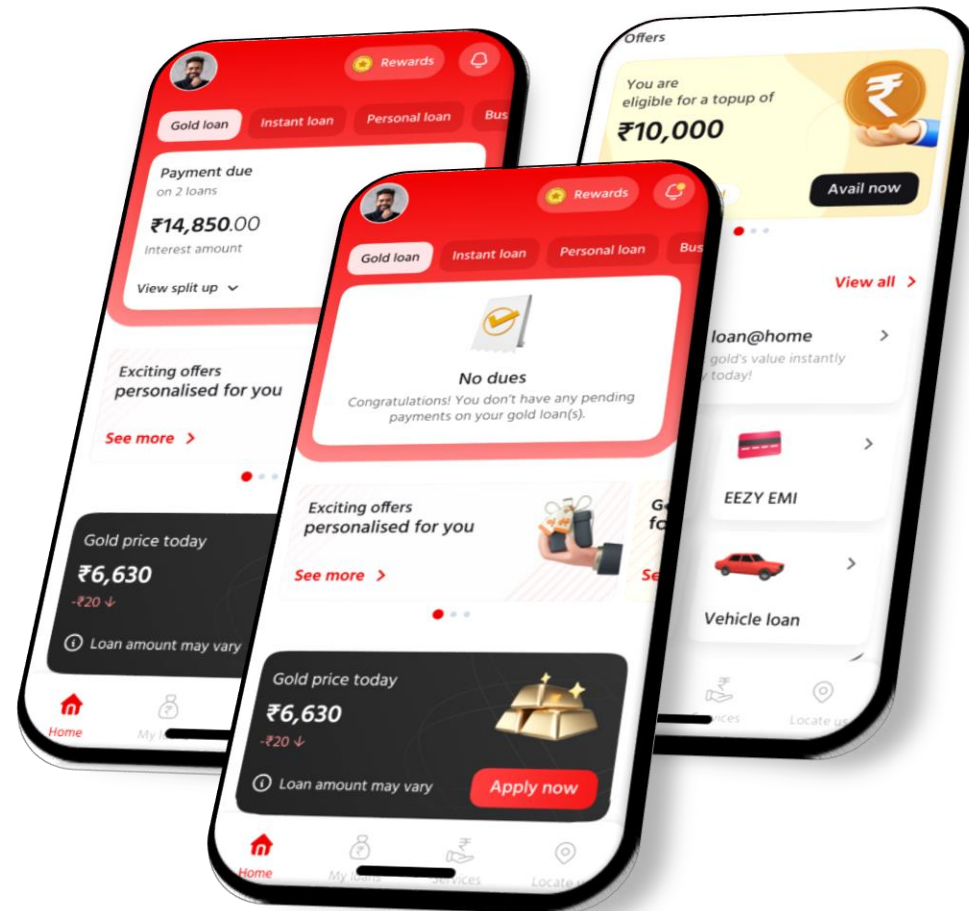 Rewards
Gold loan
Instant loan
Personal loan
Bus
Payment due
on 2 loans
₹14,850.00
Interest amount
View split up
Exciting offers
personalised for you
See more >
Gold price today
₹6,630
-₹20 ↓
Loan amount may vary
Home
Rewards
Gold loan
Instant loan
Personal loan
Bus
No dues
Congratulations! You don't have any pending
payments on your gold loan(s).
Exciting offers
personalised for you
See more >
Gold price today
₹6,630
-₹20 ↓
Loan amount may vary
Apply now
Home
My loans
Services
Locate us
Offers
You are
eligible for a topup of
₹10,000
Avail now
View all >
loan@home
gold's value instantly
today!
EEZY EMI
Vehicle loan
Locate us